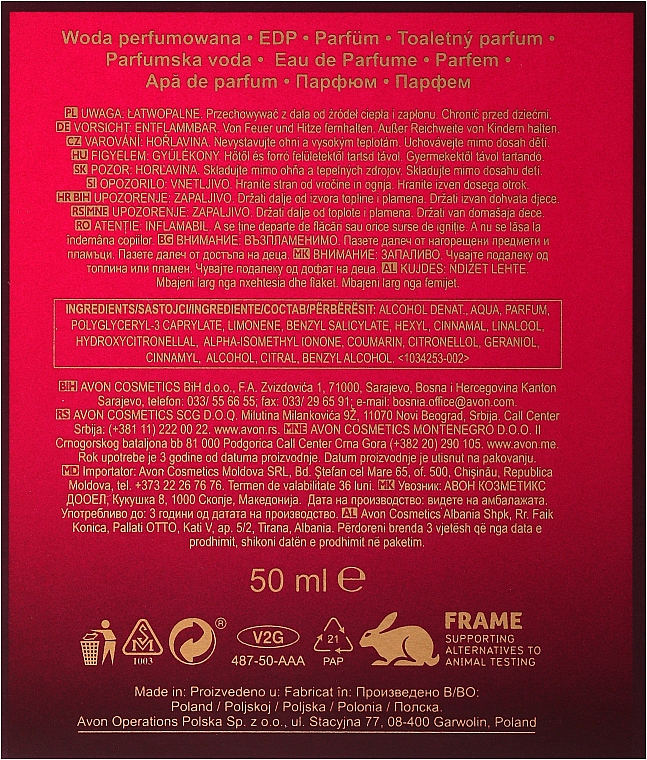 Woda perfumowana • EDP • Parfüm • Toaletný parfum •
Parfumska voda • Eau de Parfume • Parfem •
Apă de parfum • Парфюм • Парфем
PL UWAGA. ŁATWOPALNE. Przechowywać z dala od źródeł ciepła i zapłonu. Chronić przed dziećmi.
DE VORSICHT: ENTFLAMMBAR. Von Feuer und Hitze fernhalten. Außer Reichweite von Kindern halten.
CZ VAROVÁNÍ: HOŘLAVINA. Nevystavujte ohni a vysokým teplotám. Uchovávejte mimo dosah dětí.
HU FIGYELEM: GYÚLÉKONY. Hőtől és forró felületektől tartsd távol. Gyermekektől távol tartandó.
SK POZOR: HORĽAVINA. Skladujte mimo ohňa a tepelných zdrojov. Skladujte mimo dosahu detí.
SI OPOZORILO: VNETLJIVO. Hranite stran od vročine in ognja. Hranite izven dosega otrok.
HR BIH UPOZORENJE: ZAPALJIVO. Držati dalje od izvora topline i plamena. Držati izvan dohvata djece.
RS MNE UPOZORENJE: ZAPALJIVO. Držati dalje od toplote i plamena. Držati van domašaja dece.
RO ATENTIE: INFLAMABIL. A se ține departe de flăcări sau orice surse de igniție. A nu se lăsa la
îndemâna copiilor. BG ВНИМАНИЕ: ВЪЗПЛАМЕНИМО. Пазете далеч от нагорещени предмети и
пламъци. Пазете далеч от достъпа на деца. MK ВНИМАНИЕ: ЗАПАЛИВО. Чувајте подалеку од
топлина или пламен. Чувајте подалеку од дофат на деца. AL KUJDES: NDIZET LEHTE.
Mbajeni larg nga nxehtesia dhe flaket. Mbajeni larg nga femijet.
INGREDIENTS/SASTOJCI/INGREDIENTE/СОСТАВ/PËRBËRËSIT: ALCOHOL DENAT., AQUA, PARFUM,
POLYGLYCERYL-3 CAPRYLATE, LIMONENE, BENZYL SALICYLATE, HEXYL, CINNAMAL, LINALOOL,
HYDROXYCITRONELLAL, ALPHA-ISOMETHYL IONONE, COUMARIN, CITRONELLOL, GERANIOL,
CINNAMYL, ALCOHOL, CITRAL, BENZYL ALCOHOL. <1034253-002>
BIH AVON COSMETICS BiH d.o.o., F.A. Zvizdovića 1, 71000, Sarajevo, Bosna i Hercegovina Kanton
Sarajevo, telefon: 033/ 55 66 55; fax: 033/ 29 65 91; e-mail: bosnia.office@avon.com.
RS AVON COSMETICS SCG D.O.O. Milutina Milankovića 9Ž, 11070 Novi Beograd, Srbija. Call Center
Srbija: (+381 11) 222 00 22. www.avon.rs. MNE AVON COSMETICS MONTENEGRO D.O.O. II
Crnogorskog bataljona bb 81 000 Podgorica Call Center Crna Gora (+382 20) 290 105. www.avon.me.
Rok upotrebe je 3 godine od datuma proizvodnje. Datum proizvodnje je utisnut na pakovanju.
MD Importator: Avon Cosmetics Moldova SRL, Bd. Ștefan cel Mare 65, of. 500, Chișinău, Republica
Moldova, tel. +373 22 26 76 76. Termen de valabilitate 36 luni. MK Увозник: АВОН КОЗМЕТИКС
ДООЕЛ, Кукушка 8, 1000 Скопје, Македонија. Дата на производство: видете на амбалажата.
Употребливо до: 3 години од датата на производство. AL Avon Cosmetics Albania Shpk, Rr. Faik
Konica, Pallati OTTO, Kati V, ap. 5/2, Tirana, Albania. Përdoreni brenda 3 vjetësh që nga data e
prodhimit, shikoni datën e prodhimit në paketim.
50 ml ℮
1003
®
V2G
487-50-AAA
21
PAP
FRAME
SUPPORTING
ALTERNATIVES TO
ANIMAL TESTING
Made in: Proizvedeno u: Fabricat în: Произведено В/ВО:
Poland / Poljskoj / Poljska / Polonia / Полска.
Avon Operations Polska Sp. z o.o., ul. Stacyjna 77, 08-400 Garwolin, Poland